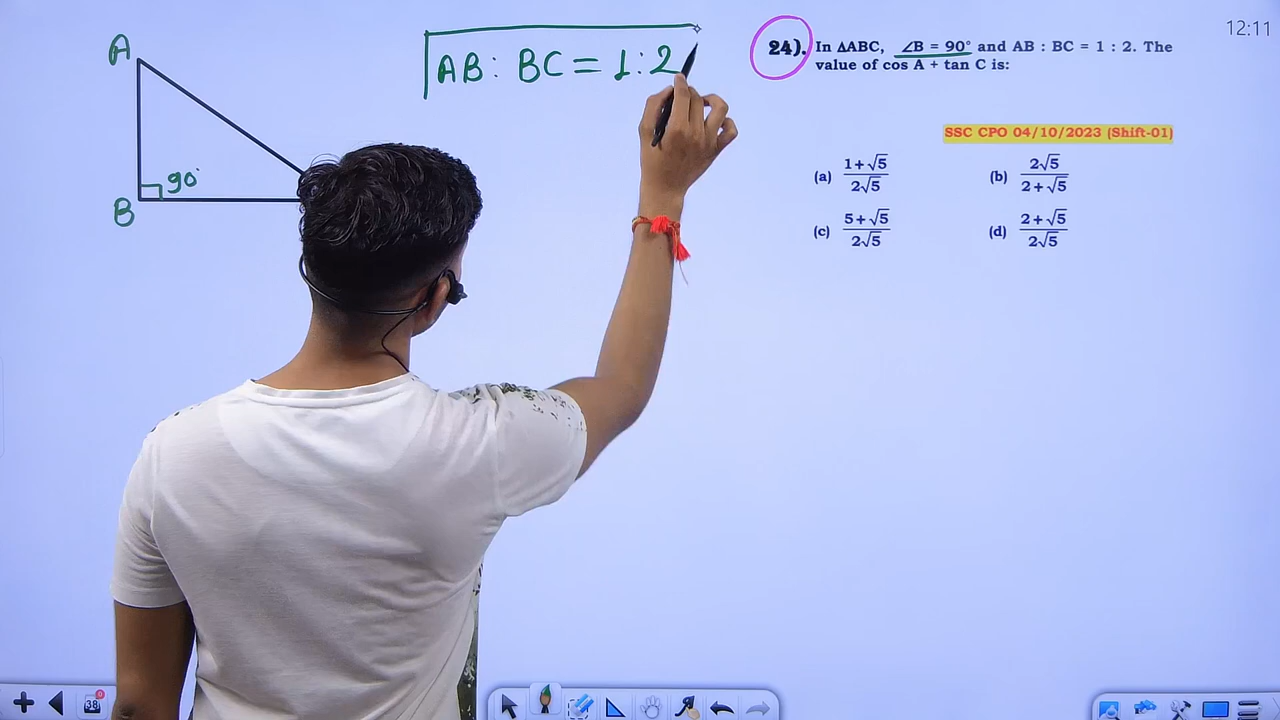 12:11
A
B
90°
AB : BC = 1 : 2
24). In ΔABC, ∠B = 90° and AB : BC = 1 : 2. The
value of cos A + tan C is:
SSC CPO 04/10/2023 (Shift-01)
(a) (1+√5)/(2√5) (b) (2√5)/(2+√5)
(c) (5+√5)/(2√5) (d) (2+√5)/(2√5)
38